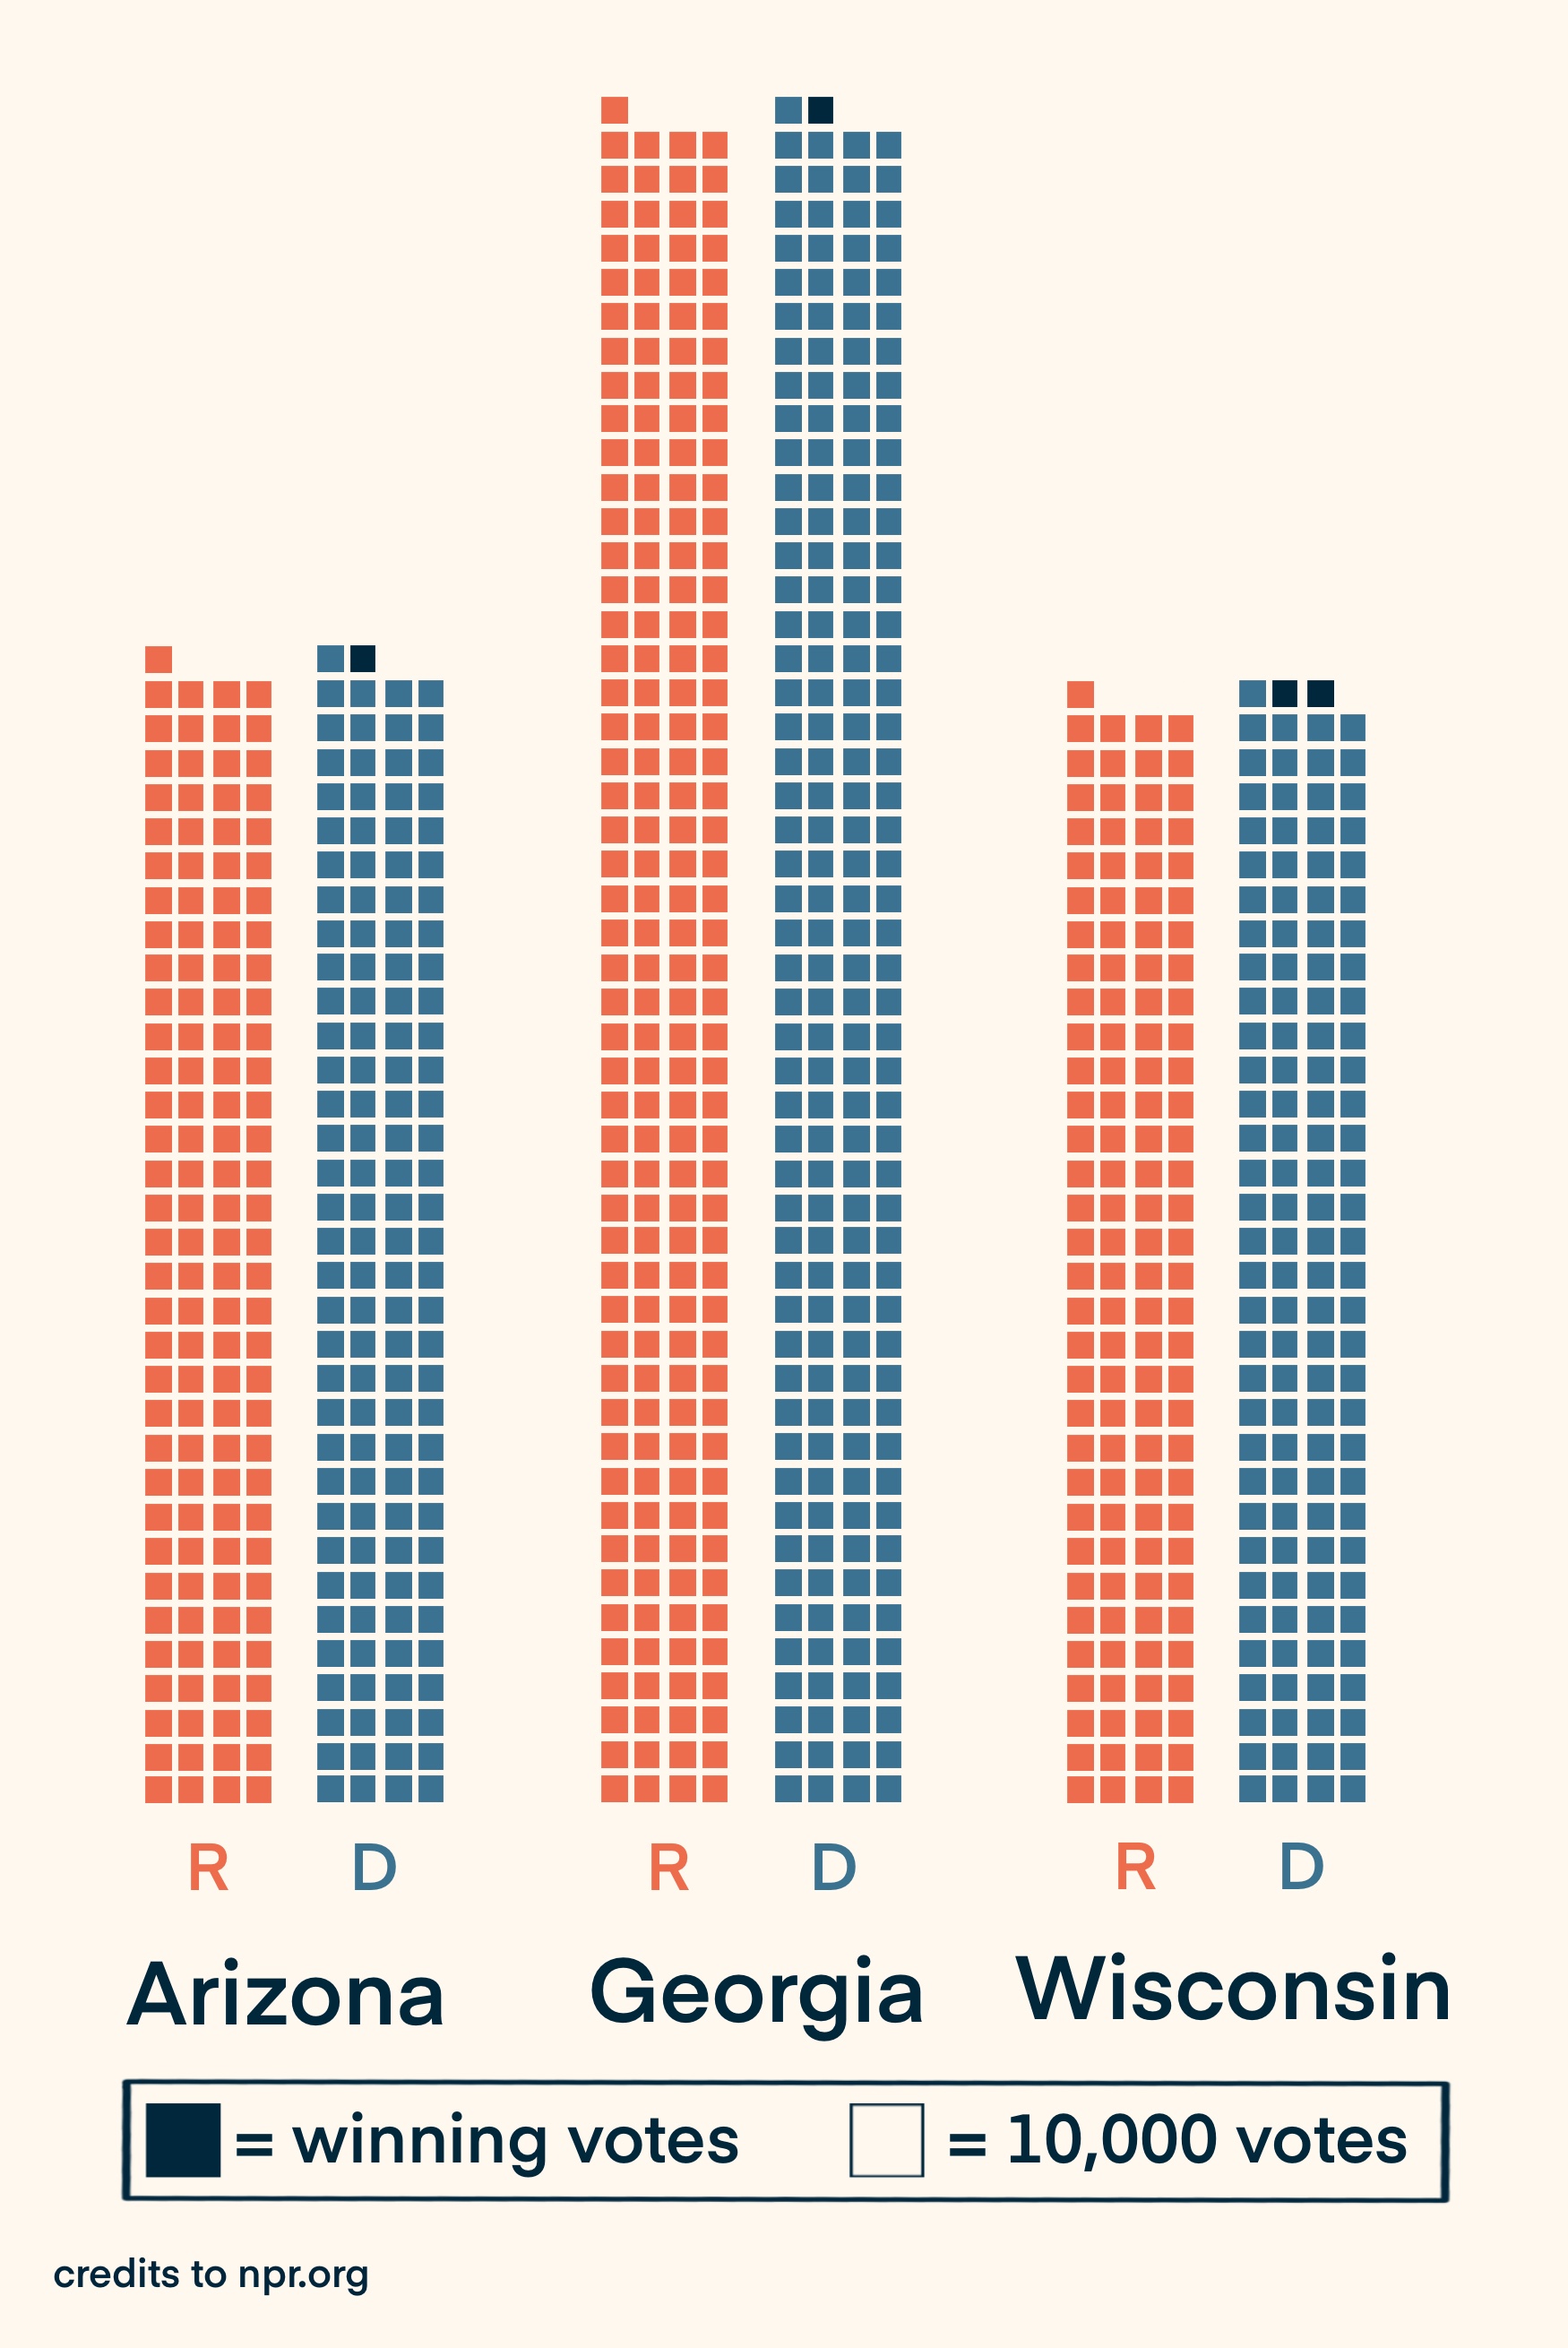 R D R D R D
Arizona Georgia Wisconsin
= winning votes = 10,000 votes
credits to npr.org